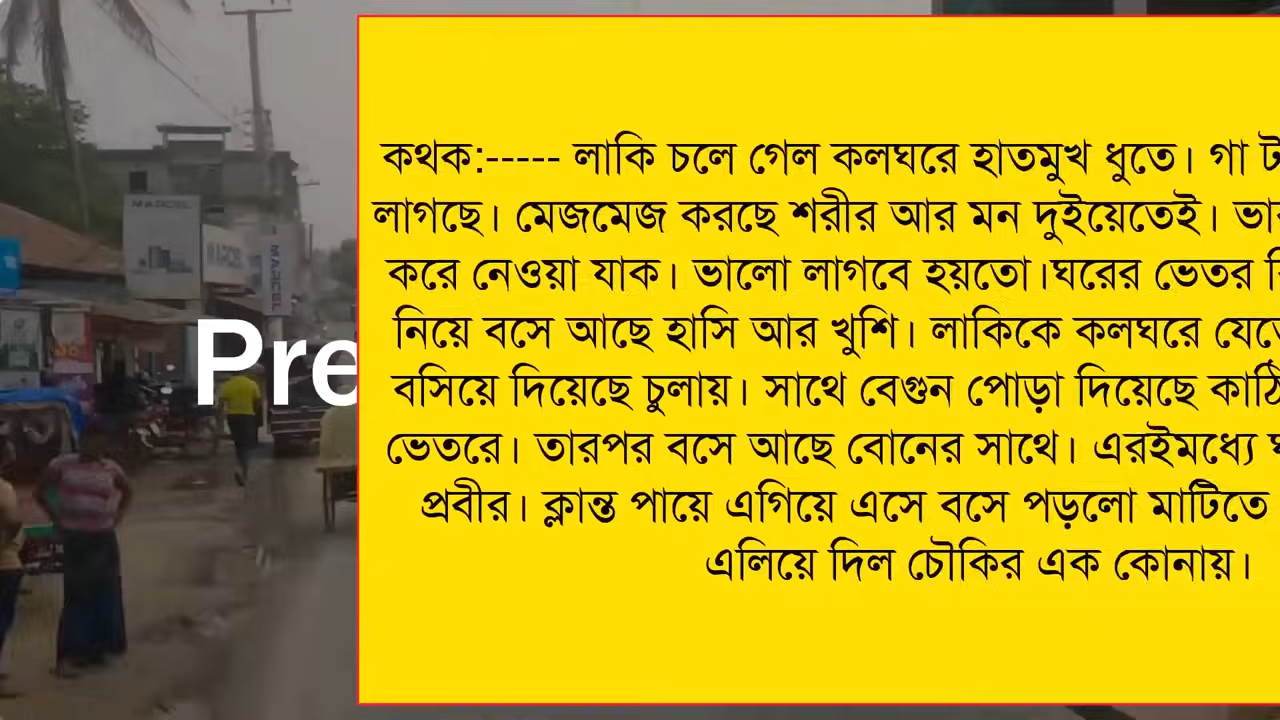 MARCEL
MARCEL
MARCEL
Pre
কথক:----- লাকি চলে গেল কলঘরে হাতমুখ ধুতে। গা
লাগছে। মেজমেজ করছে শরীর আর মন দুইয়েতেই।
করে নেওয়া যাক। ভালো লাগবে হয়তো।ঘরের ভেতর
নিয়ে বসে আছে হাসি আর খুশি। লাকিকে কলঘরে
বসিয়ে দিয়েছে চুলায়। সাথে বেগুন পোড়া দিয়েছে
ভেতরে। তারপর বসে আছে বোনের সাথে। এরইমধ্যে
প্রবীর। ক্লান্ত পায়ে এগিয়ে এসে বসে পড়লো মাটিতে
এলিয়ে দিল চৌকির এক কোনায়।